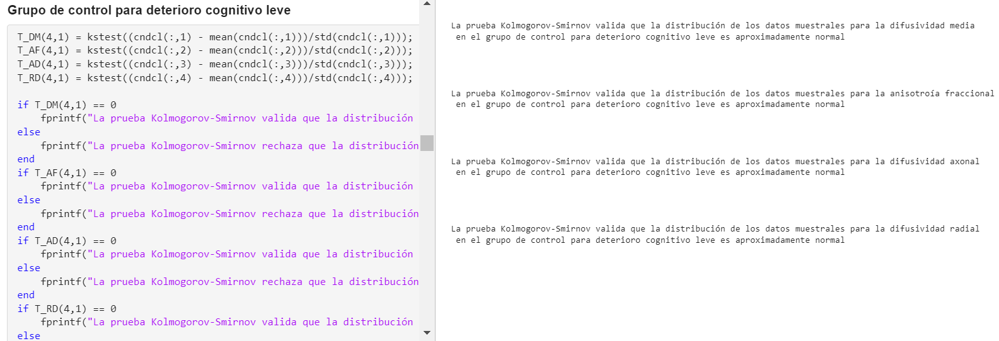 Grupo de control para deterioro cognitivo leve
T_DM(4,1) = kstest((cndcl(:,1) - mean(cndcl(:,1)))/std(cndcl(:,1)));
T_AF(4,1) = kstest((cndcl(:,2) - mean(cndcl(:,2)))/std(cndcl(:,2)));
T_AD(4,1) = kstest((cndcl(:,3) - mean(cndcl(:,3)))/std(cndcl(:,3)));
T_RD(4,1) = kstest((cndcl(:,4) - mean(cndcl(:,4)))/std(cndcl(:,4)));
if T_DM(4,1) == 0
fprintf("La prueba Kolmogorov-Smirnov valida que la distribución
else
fprintf("La prueba Kolmogorov-Smirnov rechaza que la distribución
end
if T_AF(4,1) == 0
fprintf("La prueba Kolmogorov-Smirnov valida que la distribución
else
fprintf("La prueba Kolmogorov-Smirnov rechaza que la distribución
end
if T_AD(4,1) == 0
fprintf("La prueba Kolmogorov-Smirnov valida que la distribución
else
fprintf("La prueba Kolmogorov-Smirnov rechaza que la distribución
end
if T_RD(4,1) == 0
fprintf("La prueba Kolmogorov-Smirnov valida que la distribución
else
La prueba Kolmogorov-Smirnov valida que la distribución de los datos muestrales para la difusividad media
en el grupo de control para deterioro cognitivo leve es aproximadamente normal
La prueba Kolmogorov-Smirnov valida que la distribución de los datos muestrales para la anisotroía fraccional
en el grupo de control para deterioro cognitivo leve es aproximadamente normal
La prueba Kolmogorov-Smirnov valida que la distribución de los datos muestrales para la difusividad axonal
en el grupo de control para deterioro cognitivo leve es aproximadamente normal
La prueba Kolmogorov-Smirnov valida que la distribución de los datos muestrales para la difusividad radial
en el grupo de control para deterioro cognitivo leve es aproximadamente normal